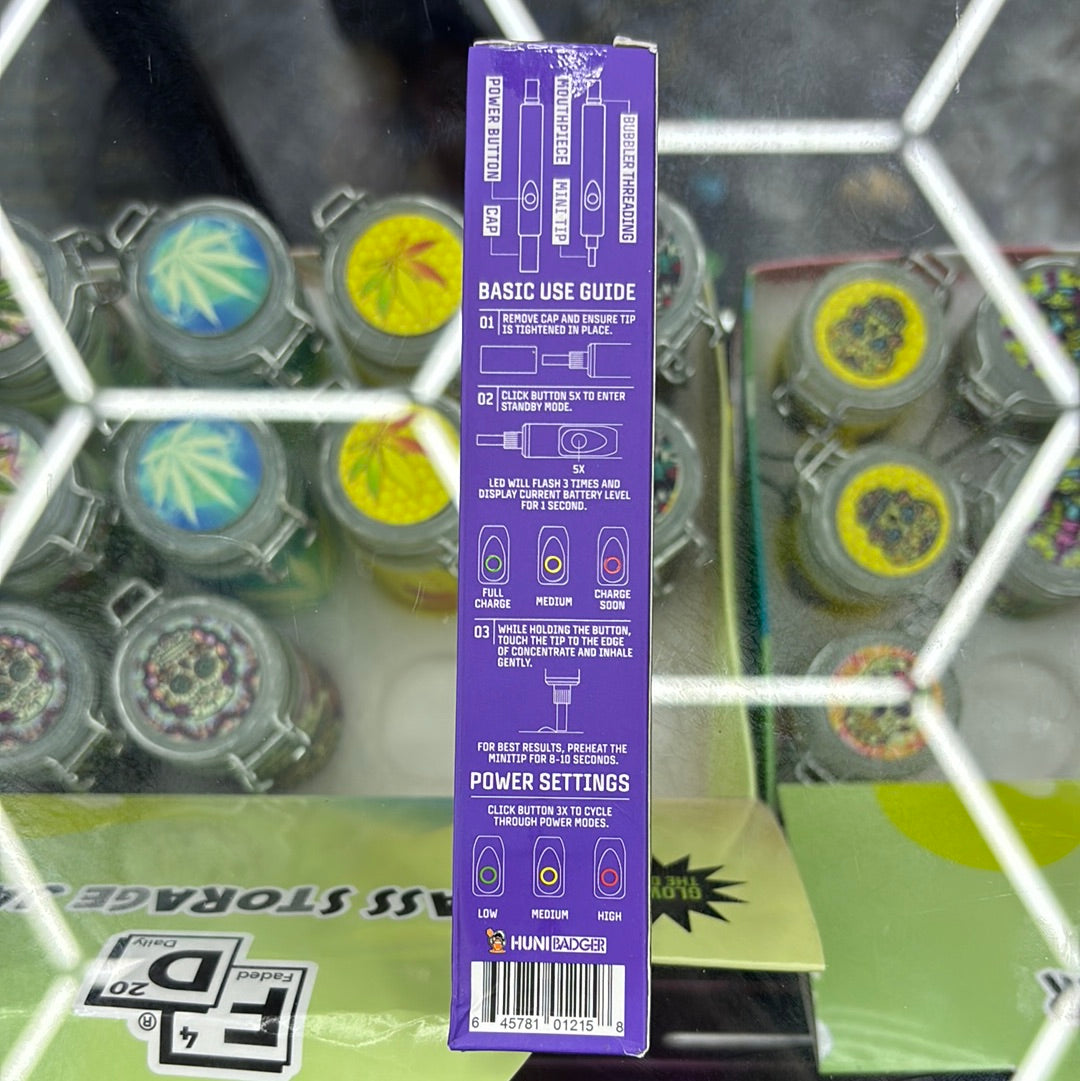 POWER BUTTON
CAP
MOUTHPIECE
MINI TIP
BUBBLER THREADING
BASIC USE GUIDE
01 REMOVE CAP AND ENSURE TIP
IS TIGHTENED IN PLACE.
02 CLICK BUTTON 5X TO ENTER
STANDBY MODE.
5X
LED WILL FLASH 3 TIMES AND
DISPLAY CURRENT BATTERY LEVEL
FOR 1 SECOND.
FULL
CHARGE
MEDIUM
CHARGE
SOON
03 WHILE HOLDING THE BUTTON,
TOUCH THE TIP TO THE EDGE
OF CONCENTRATE AND INHALE
GENTLY.
FOR BEST RESULTS, PREHEAT THE
MINITIP FOR 8-10 SECONDS.
POWER SETTINGS
CLICK BUTTON 3X TO CYCLE
THROUGH POWER MODES.
LOW
MEDIUM
HIGH
HUNI BADGER
6 45781 01215 8
STORAGE
THE
GLOW
Faded
F
4
®
20
D
Daily